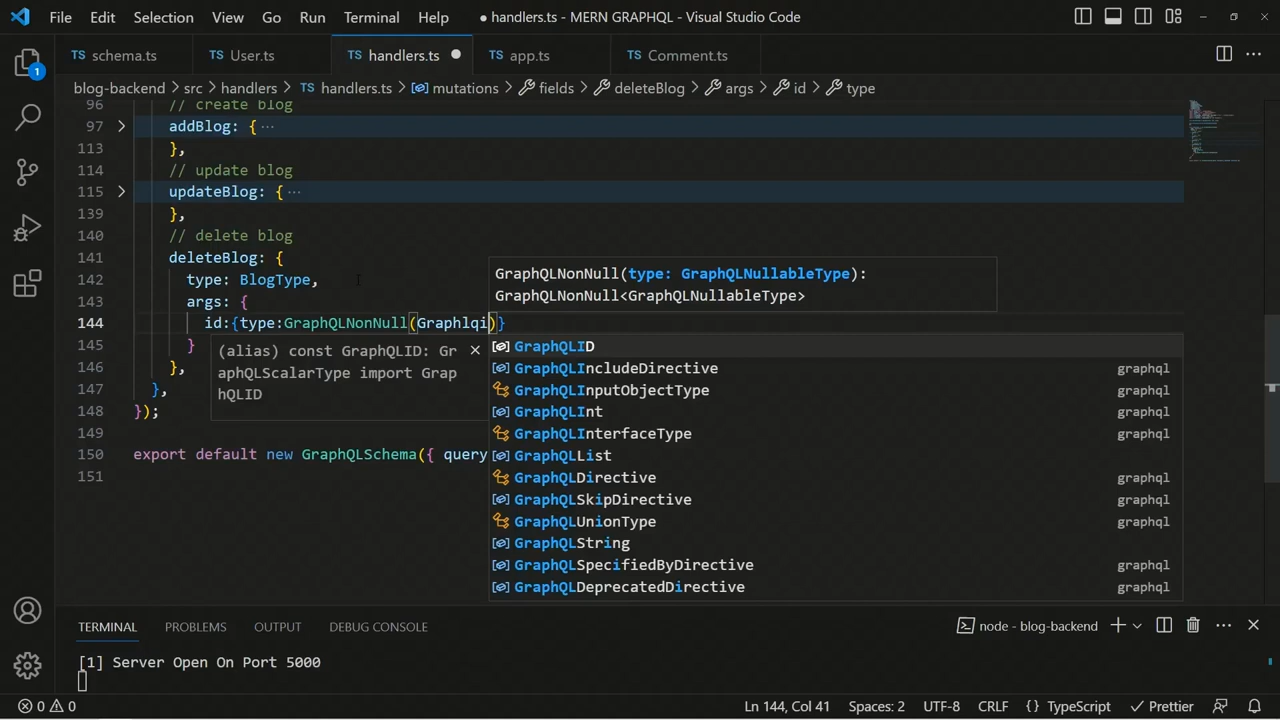 File Edit Selection View Go Run Terminal Help ● handlers.ts - MERN GRAPHQL - Visual Studio Code
TS schema.ts TS User.ts TS handlers.ts ● TS app.ts TS Comment.ts
1
blog-backend > src > handlers > TS handlers.ts > mutations > fields > deleteBlog > args > id > type
96 // create blog
97 > addBlog: { ···
113 },
114 // update blog
115 > updateBlog: { ···
139 },
140 // delete blog
141 deleteBlog: {
142 type: BlogType,
143 args: {
144 id:{type:GraphQLNonNull(Graphlqi)}
145 }
146 },
147 },
148 });
149
150 export default new GraphQLSchema({ query
151
GraphQLNonNull(type: GraphQLNullableType):
GraphQLNonNull<GraphQLNullableType>
(alias) const GraphQLID: Gr
aphQLScalarType import Grap
hQLID
GraphQLID
GraphQLIncludeDirective graphql
GraphQLInputObjectType graphql
GraphQLInt graphql
GraphQLInterfaceType graphql
GraphQLList graphql
GraphQLDirective graphql
GraphQLSkipDirective graphql
GraphQLUnionType graphql
GraphQLString
GraphQLSpecifiedByDirective graphql
GraphQLDeprecatedDirective graphql
TERMINAL PROBLEMS OUTPUT DEBUG CONSOLE node - blog-backend
[1] Server Open On Port 5000
0 0 Ln 144, Col 41 Spaces: 2 UTF-8 CRLF {} TypeScript Prettier